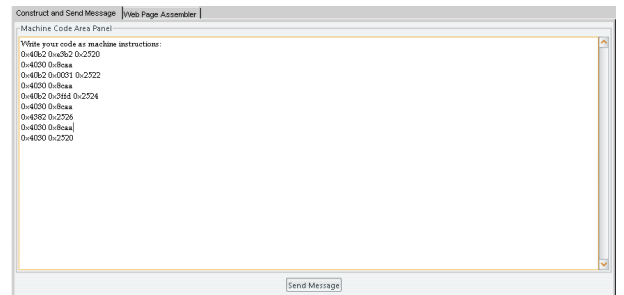 Construct and Send Message Web Page Assembler
Machine Code Area Panel
Write your code as machine instructions:
0x40b2 0xe3b2 0x2520
0x4030 0x8caa
0x40b2 0x0031 0x2522
0x4030 0x8caa
0x40b2 0x3ffd 0x2524
0x4030 0x8caa
0x4382 0x2526
0x4030 0x8caa
0x4030 0x2520
Send Message